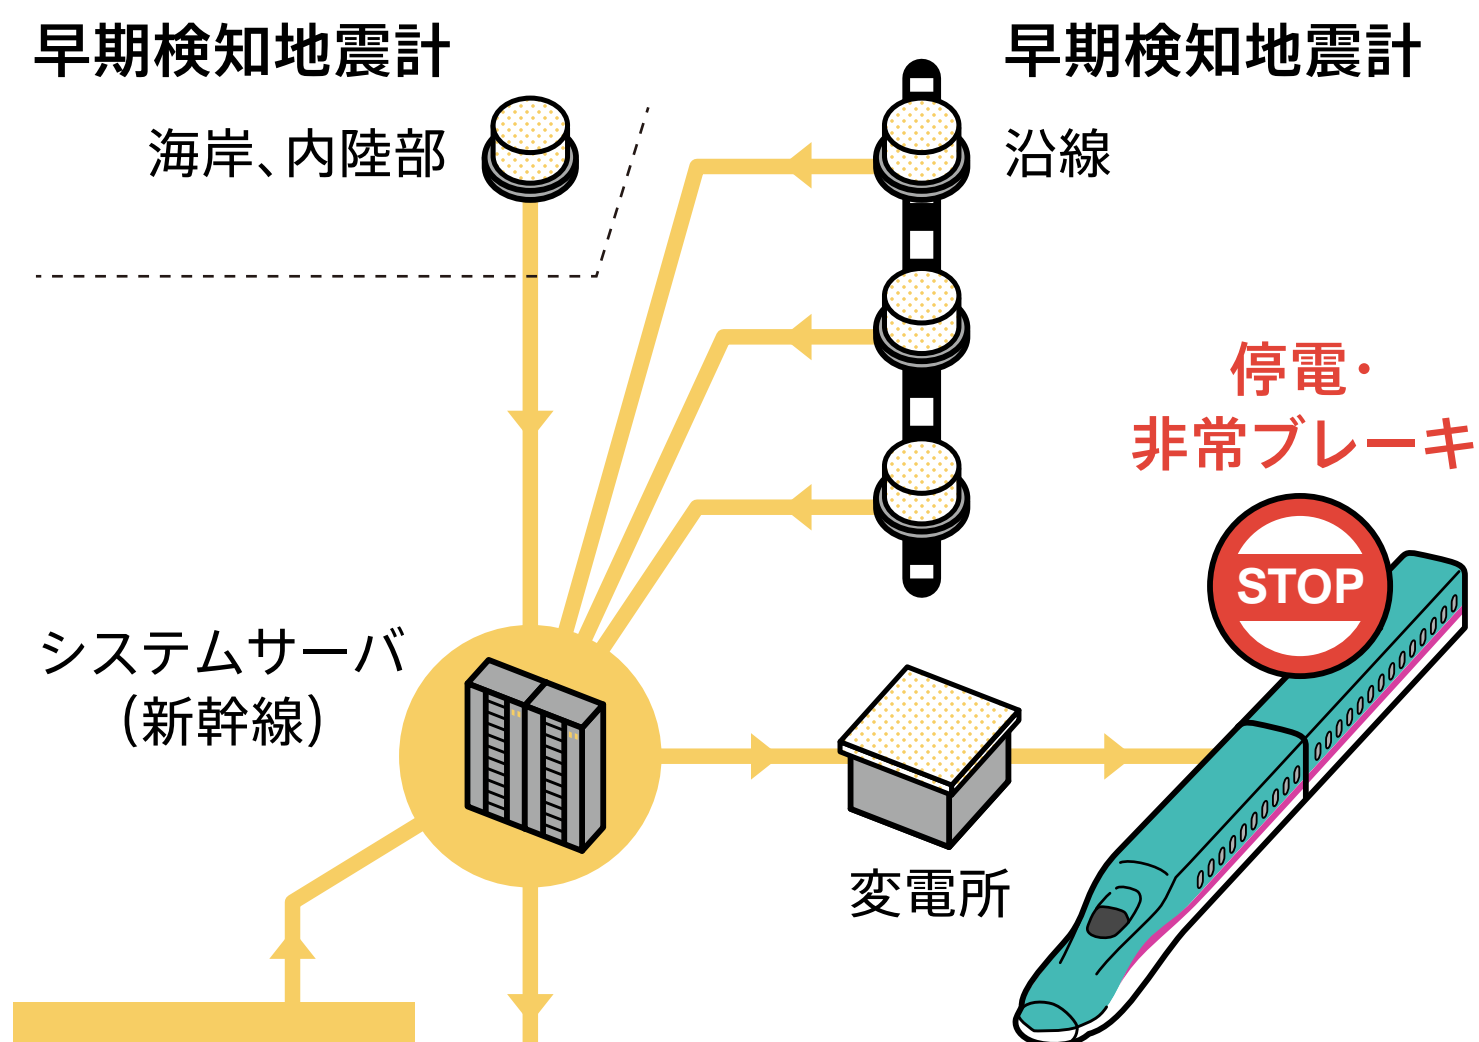 早期検知地震計
海岸、内陸部
早期検知地震計
沿線
停電・
非常ブレーキ
STOP
システムサーバ
（新幹線）
変電所